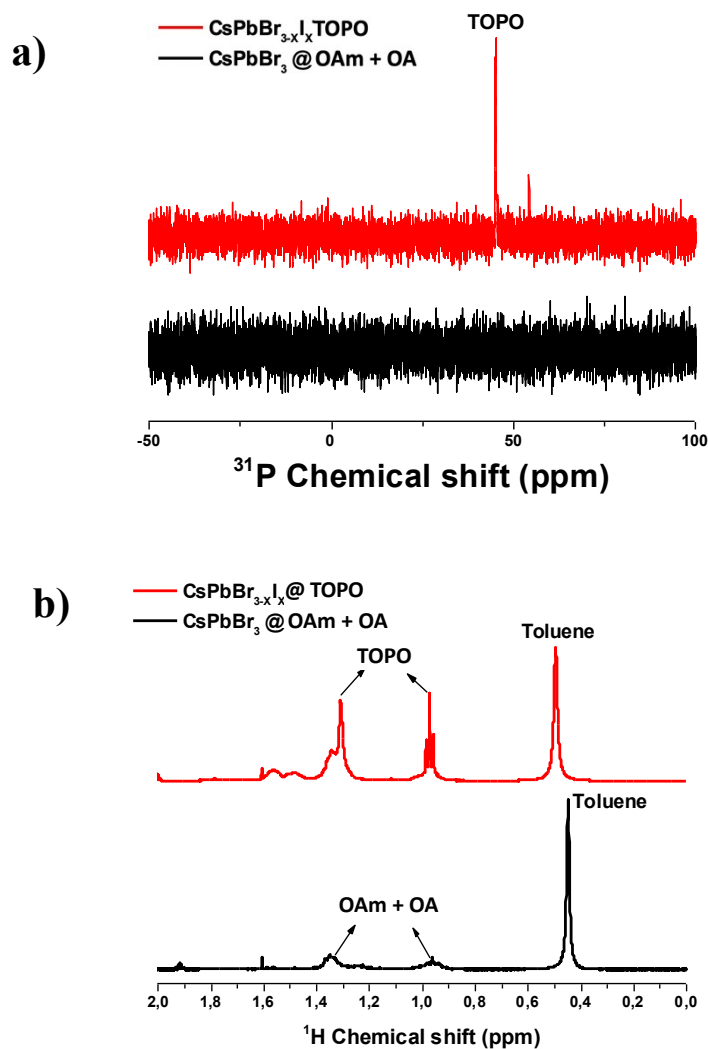 a)
CsPbBr₃₋ₓIₓTOPO
CsPbBr₃ @ OAm + OA
TOPO
-50 0 50 100
³¹P Chemical shift (ppm)
b)
CsPbBr₃₋ₓIₓ@ TOPO
CsPbBr₃ @ OAm + OA
Toluene
TOPO
Toluene
OAm + OA
2,0 1,8 1,6 1,4 1,2 1,0 0,8 0,6 0,4 0,2 0,0
¹H Chemical shift (ppm)